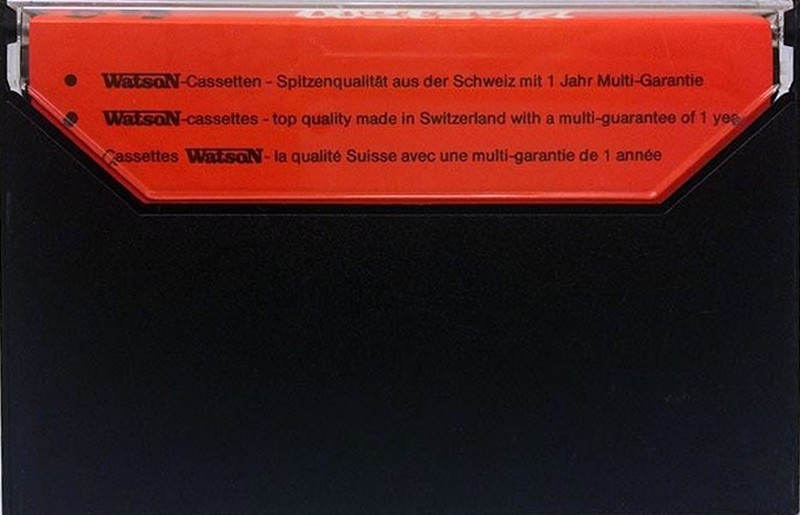 ● WatsoN-Cassetten - Spitzenqualität aus der Schweiz mit 1 Jahr Multi-Garantie
● WatsoN-cassettes - top quality made in Switzerland with a multi-guarantee of 1 yea
Cassettes WatsoN - la qualité Suisse avec une multi-garantie de 1 année